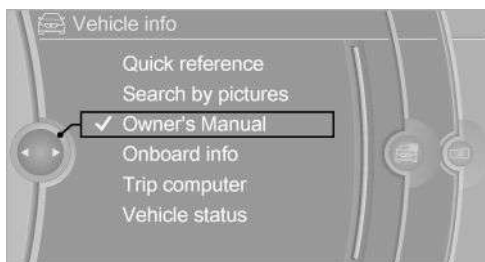 Vehicle info
Quick reference
Search by pictures
Owner's Manual
Onboard info
Trip computer
Vehicle status